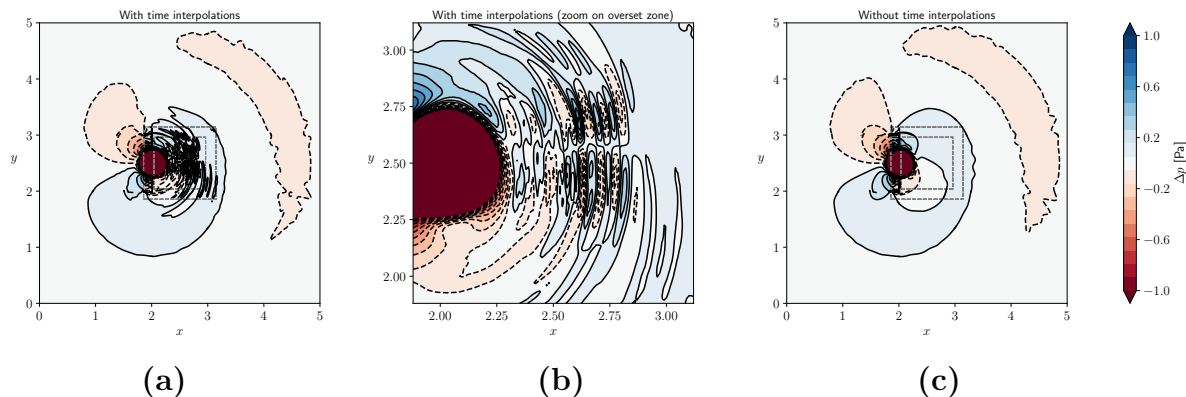 With time interpolations
With time interpolations (zoom on overset zone)
Without time interpolations
5
4
3
2
1
0
y
0 1 2 3 4 5
x
(a)
3.00
2.75
2.50
2.25
2.00
y
2.00 2.25 2.50 2.75 3.00
x
(b)
5
4
3
2
1
0
y
0 1 2 3 4 5
x
(c)
1.0
0.6
0.2
−0.2
−0.6
−1.0
Δp [Pa]